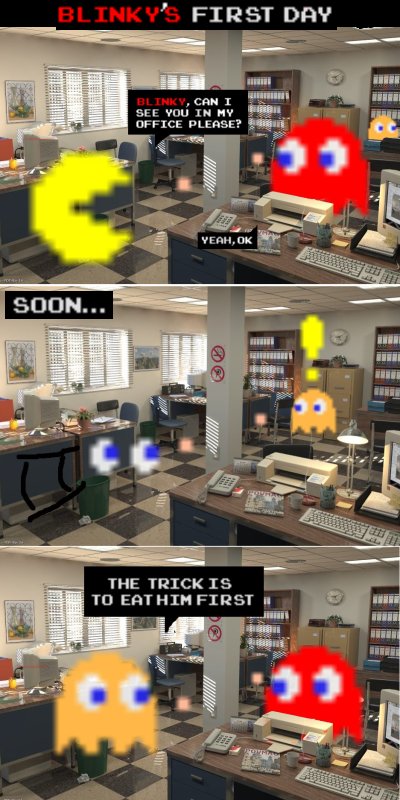 BLINKY'S FIRST DAY
BLINKY, CAN I
SEE YOU IN MY
OFFICE PLEASE?
YEAH, OK
SOON...
THE TRICK IS
TO EAT HIM FIRST